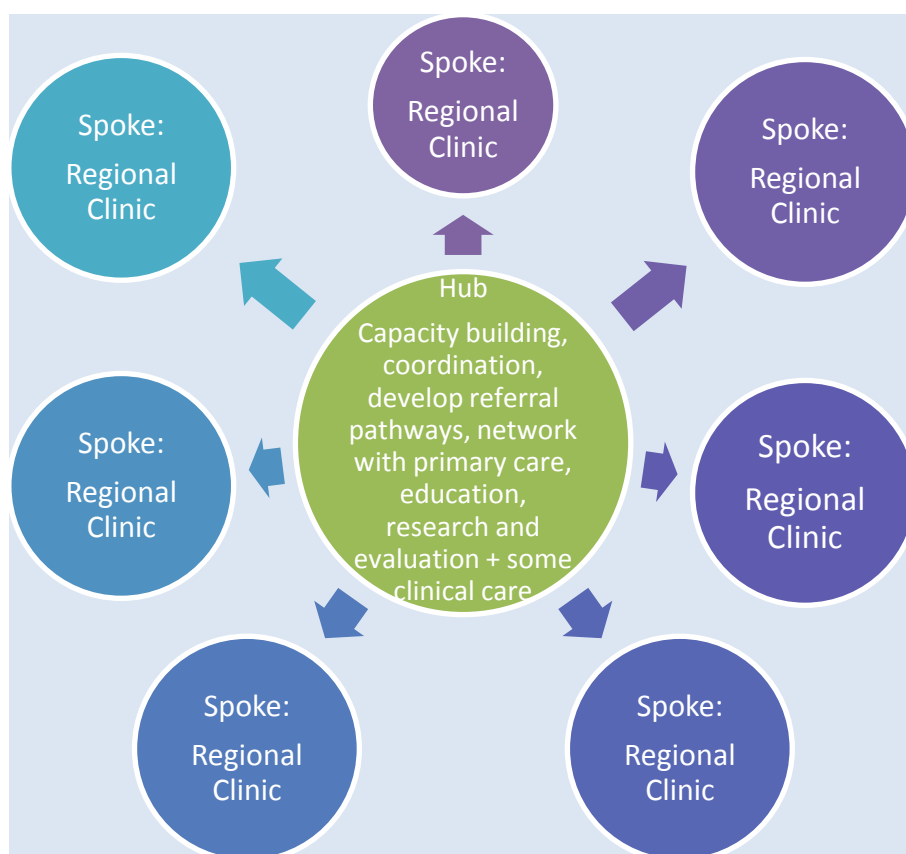 Spoke:
Regional
Clinic
Spoke:
Regional
Clinic
Spoke:
Regional
Clinic
Hub
Capacity building,
coordination,
develop referral
pathways, network
with primary care,
education,
research and
evaluation + some
clinical care
Spoke:
Regional
Clinic
Spoke:
Regional
Clinic
Spoke:
Regional
Clinic
Spoke:
Regional
Clinic